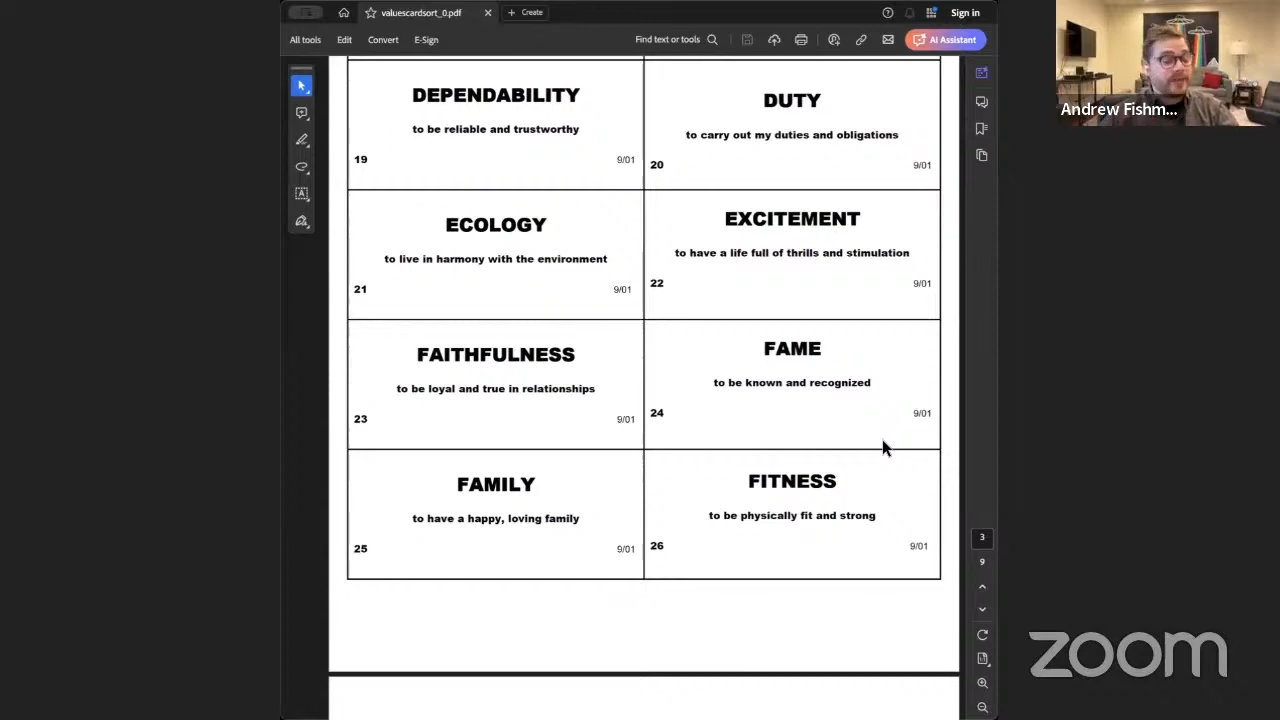 valuescardsort_0.pdf
Create
Sign in
All tools
Edit
Convert
E-Sign
Find text or tools
AI Assistant
Andrew Fishm...
DEPENDABILITY
to be reliable and trustworthy
19
9/01
DUTY
to carry out my duties and obligations
20
9/01
ECOLOGY
to live in harmony with the environment
21
9/01
EXCITEMENT
to have a life full of thrills and stimulation
22
9/01
FAITHFULNESS
to be loyal and true in relationships
23
9/01
FAME
to be known and recognized
24
9/01
FAMILY
to have a happy, loving family
25
9/01
FITNESS
to be physically fit and strong
26
9/01
3
9
zoom